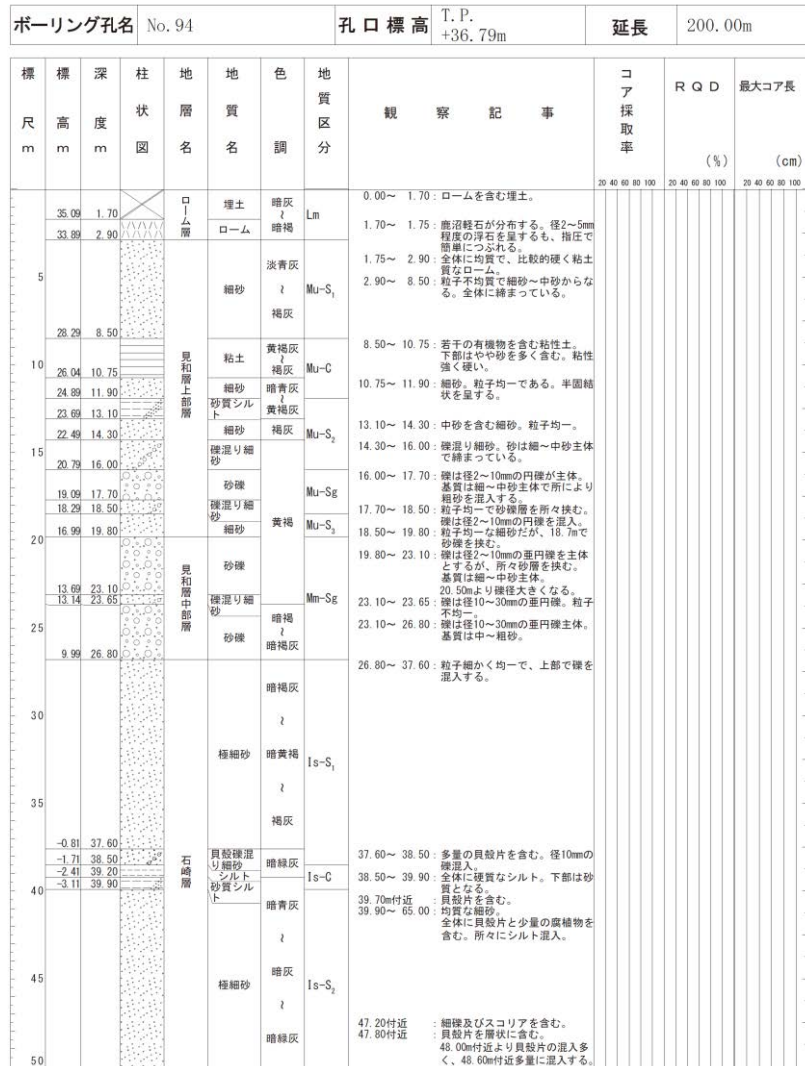 ボーリング孔名 No.94 孔口標高 T.P. +36.79m 延長 200.00m
標尺 m 標高 m 深度 m 柱状図 地層名 地質名 色調 地質区分 観察記事 コア採取率 RQD (%) 最大コア長 (cm)
20 40 60 80 100 20 40 60 80 100 20 40 60 80 100
5
10
15
20
25
30
35
40
45
50
35.09 1.70
33.89 2.90
28.29 8.50
26.04 10.75
24.89 11.90
23.69 13.10
22.49 14.30
20.79 16.00
19.09 17.70
18.29 18.50
16.99 19.80
13.69 23.10
13.14 23.65
9.99 26.80
-0.81 37.60
-1.71 38.50
-2.41 39.20
-3.11 39.90
ローム層
見和層上部層
見和層中部層
石崎層
埋土
ローム
細砂
粘土
細砂
砂質シルト
細砂
礫混り細砂
砂礫
礫混り細砂
細砂
砂礫
礫混り細砂
砂礫
極細砂
貝殻礫混り細砂
シルト
砂質シルト
極細砂
暗灰
~
暗褐
淡青灰
~
褐灰
黄褐灰
~
褐灰
暗青灰
~
黄褐灰
褐灰
黄褐
暗褐
~
暗褐灰
暗褐灰
~
暗黄褐
~
褐灰
暗緑灰
暗青灰
~
暗灰
~
暗緑灰
Lm
Mu-S₁
Mu-C
Mu-S₂
Mu-Sg
Mu-S₃
Mm-Sg
Is-S₁
Is-C
Is-S₂
0.00~ 1.70:ロームを含む埋土。
1.70~ 1.75:鹿沼軽石が分布する。径2~5mm
程度の浮石を呈するも、指圧で
簡単につぶれる。
1.75~ 2.90:全体に均質で、比較的硬く粘土
質なローム。
2.90~ 8.50:粒子不均質で細砂~中砂からな
る。全体に締まっている。
8.50~ 10.75:若干の有機物を含む粘性土。
下部はやや砂を多く含む。粘性
強く硬い。
10.75~ 11.90:細砂。粒子均一である。半固結
状を呈する。
13.10~ 14.30:中砂を含む細砂。粒子均一。
14.30~ 16.00:礫混り細砂。砂は細~中砂主体
で締まっている。
16.00~ 17.70:礫は径2~10mmの円礫が主体。
基質は細~中砂主体で所により
粗砂を混入する。
17.70~ 18.50:粒子均一で砂礫層を所々挟む。
礫は径2~10mmの円礫を混入。
18.50~ 19.80:粒子均一な細砂だが、18.7mで
砂礫を挟む。
19.80~ 23.10:礫は径2~10mmの亜円礫を主体
とするが、所々砂層を挟む。
基質は細~中砂主体。
20.50mより礫径大きくなる。
23.10~ 23.65:礫は径10~30mmの亜円礫。粒子
不均一。
23.10~ 26.80:礫は径10~30mmの亜円礫主体。
基質は中~粗砂。
26.80~ 37.60:粒子細かく均一で、上部で礫を
混入する。
37.60~ 38.50:多量の貝殻片を含む。径10mmの
礫混入。
38.50~ 39.90:全体に硬質なシルト。下部は砂
質となる。
39.70m付近 :貝殻片を含む。
39.90~ 65.00:均質な細砂。
全体に貝殻片と少量の腐植物を
含む。所々にシルト混入。
47.20付近 :細礫及びスコリアを含む。
47.80付近 :貝殻片を層状に含む。
48.00m付近より貝殻片の混入多
く、48.60m付近多量に混入する。